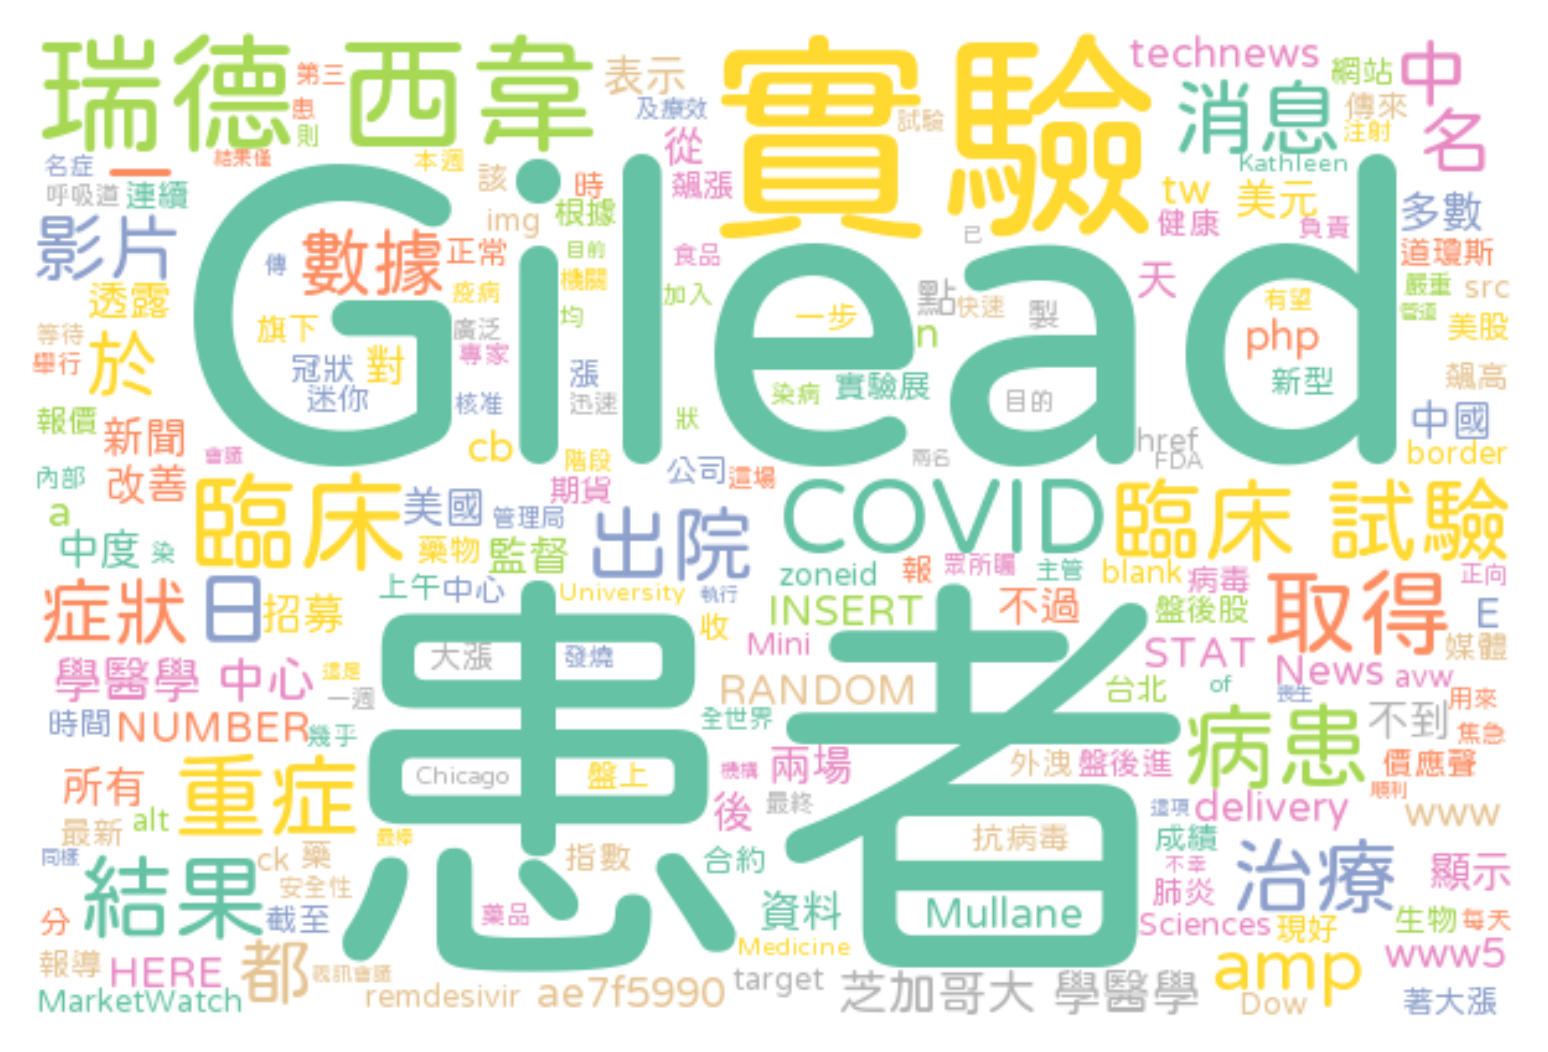 瑞德西韋
第三
患
則
表示
及療效
實驗
試驗
technews
消息
網站
中
傳來
注射
名
名症
一
結果僅
本週
從
Kathleen
呼吸道
連續
該
時
飆漲
tw
美元
img
根據
健康
負責
多數
影片
Gilead
數據
正常
目前
食品
已
道瓊斯
傳
機關
天
嚴重
src
透露
疫病
加入
點
快速
製
有望
管道
等待
旗下
廣泛
均
一步
n
php
美股
舉行
於
專家
冠狀
對
張
染病
實驗展
新型
飆高
迷你
核准
迅速
目的
報價
新聞
狀
中國
會議
cb
href
兩名
FDA
border
內部
改善
階段
公司
這場
臨床
美國
期貨
COVID
臨床 試驗
a
管理局
出院
中度
染
藥物
監督
zoneid
報
眾所矚
主管
blank
病毒
正向
症狀
日
招募
上午
中心
University
執行
INSERT
不過
盤後股
取得
E
收
Mini
STAT
媒體
患者
大漲
發燒
學醫學 中心
這是
一週
RANDOM
台北
of
News
avw
喪生
用來
時間
NUMBER
幾乎
全世界
病患
不到
焦急
Chicago
盤上
機構
兩場
外洩
盤後進
價應聲
所有
重症
最終
順利
最新
alt
最棒
後
這項
delivery
www
抗病毒
成績
同樣
結果
ck
藥
指數
合約
不幸
治療
顯示
安全性
肺炎
分
截至
藥品
資料
Mullane
Sciences
現好
生物
每天
報導
HERE
都
視訊會議
Medicine
amp
www5
MarketWatch
remdesivir
ae7f5990
target
芝加哥大 學醫學
Dow
著大漲